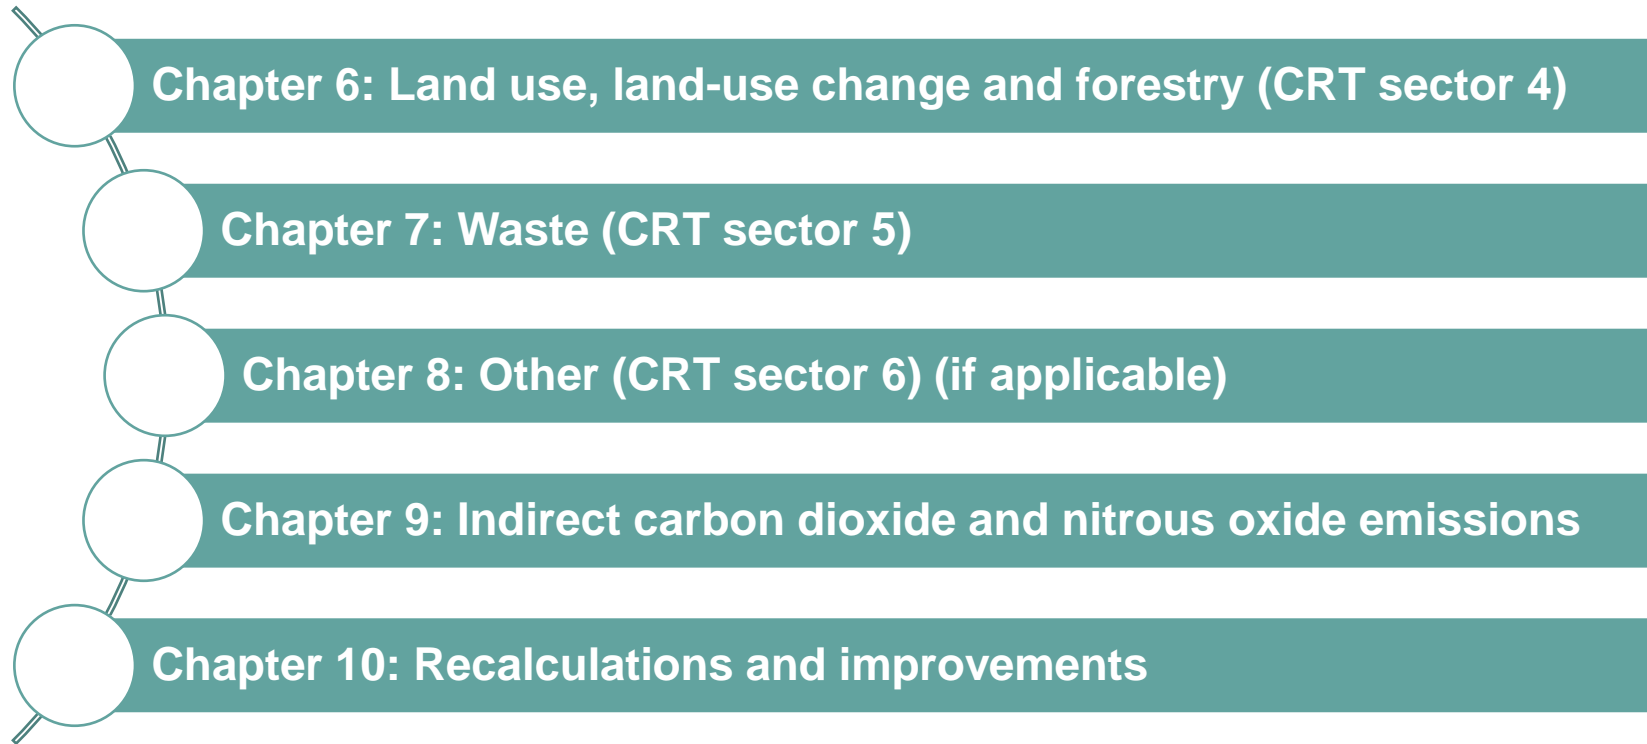 Chapter 6: Land use, land-use change and forestry (CRT sector 4)
Chapter 7: Waste (CRT sector 5)
Chapter 8: Other (CRT sector 6) (if applicable)
Chapter 9: Indirect carbon dioxide and nitrous oxide emissions
Chapter 10: Recalculations and improvements